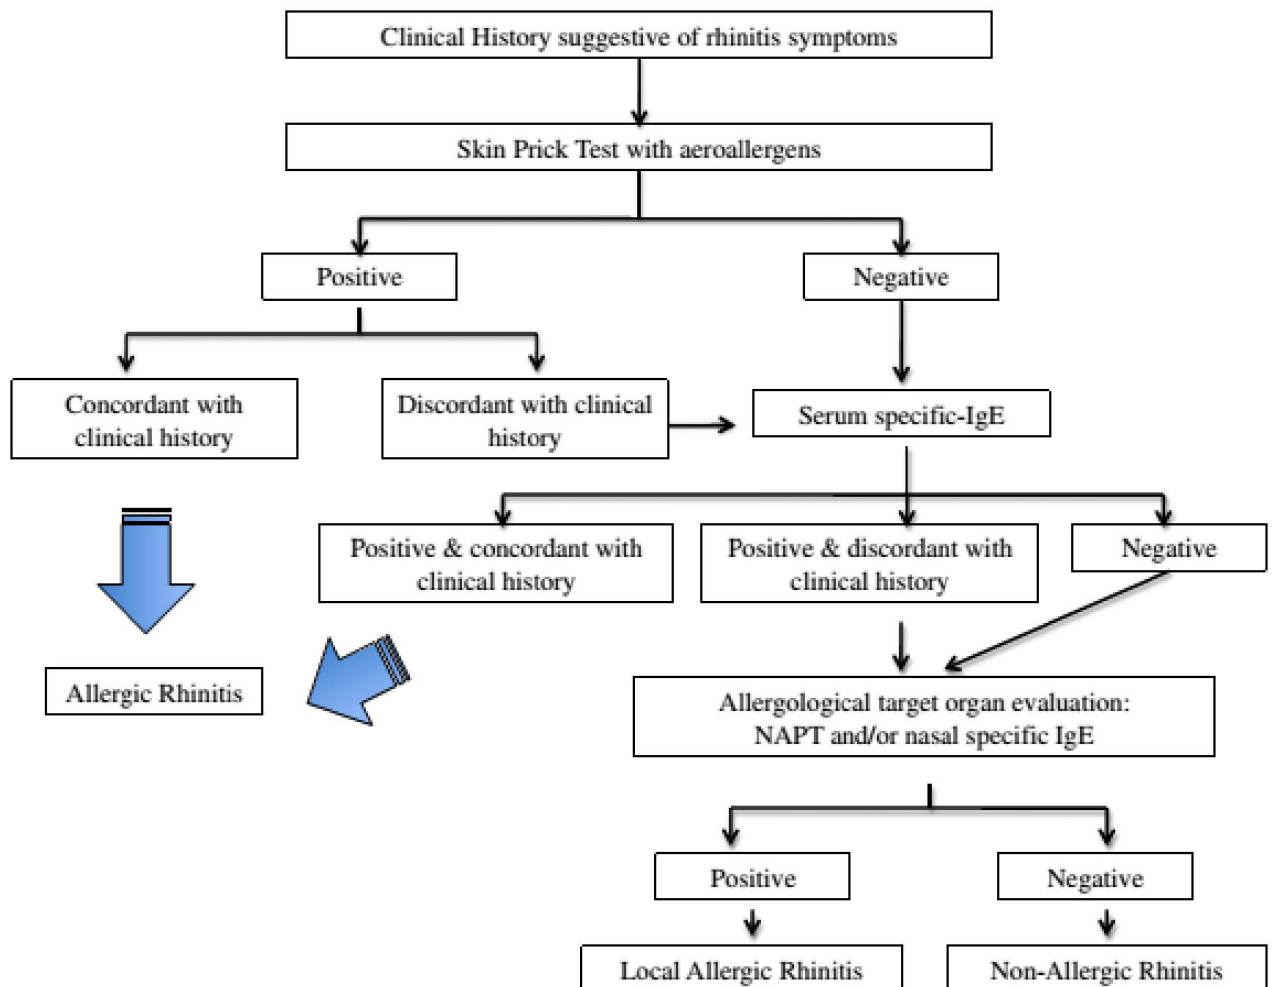 Clinical History suggestive of rhinitis symptoms
Skin Prick Test with aeroallergens
Positive
Negative
Concordant with
clinical history
Discordant with clinical
history
Serum specific-IgE
Positive & concordant with
clinical history
Positive & discordant with
clinical history
Negative
Allergic Rhinitis
Allergological target organ evaluation:
NAPT and/or nasal specific IgE
Positive
Negative
Local Allergic Rhinitis
Non-Allergic Rhinitis